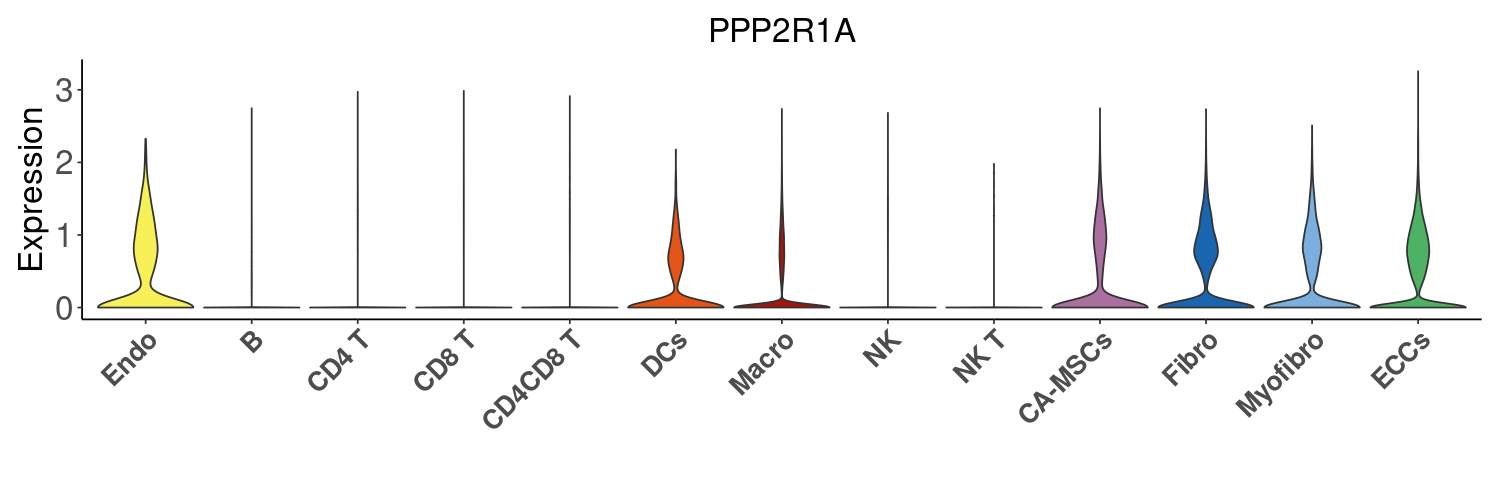 PPP2R1A
Expression
3
2
1
0
Endo
B
CD4 T
CD8 T
CD4CD8 T
DCs
Macro
NK
NK T
CA-MSCs
Fibro
Myofibro
ECCs